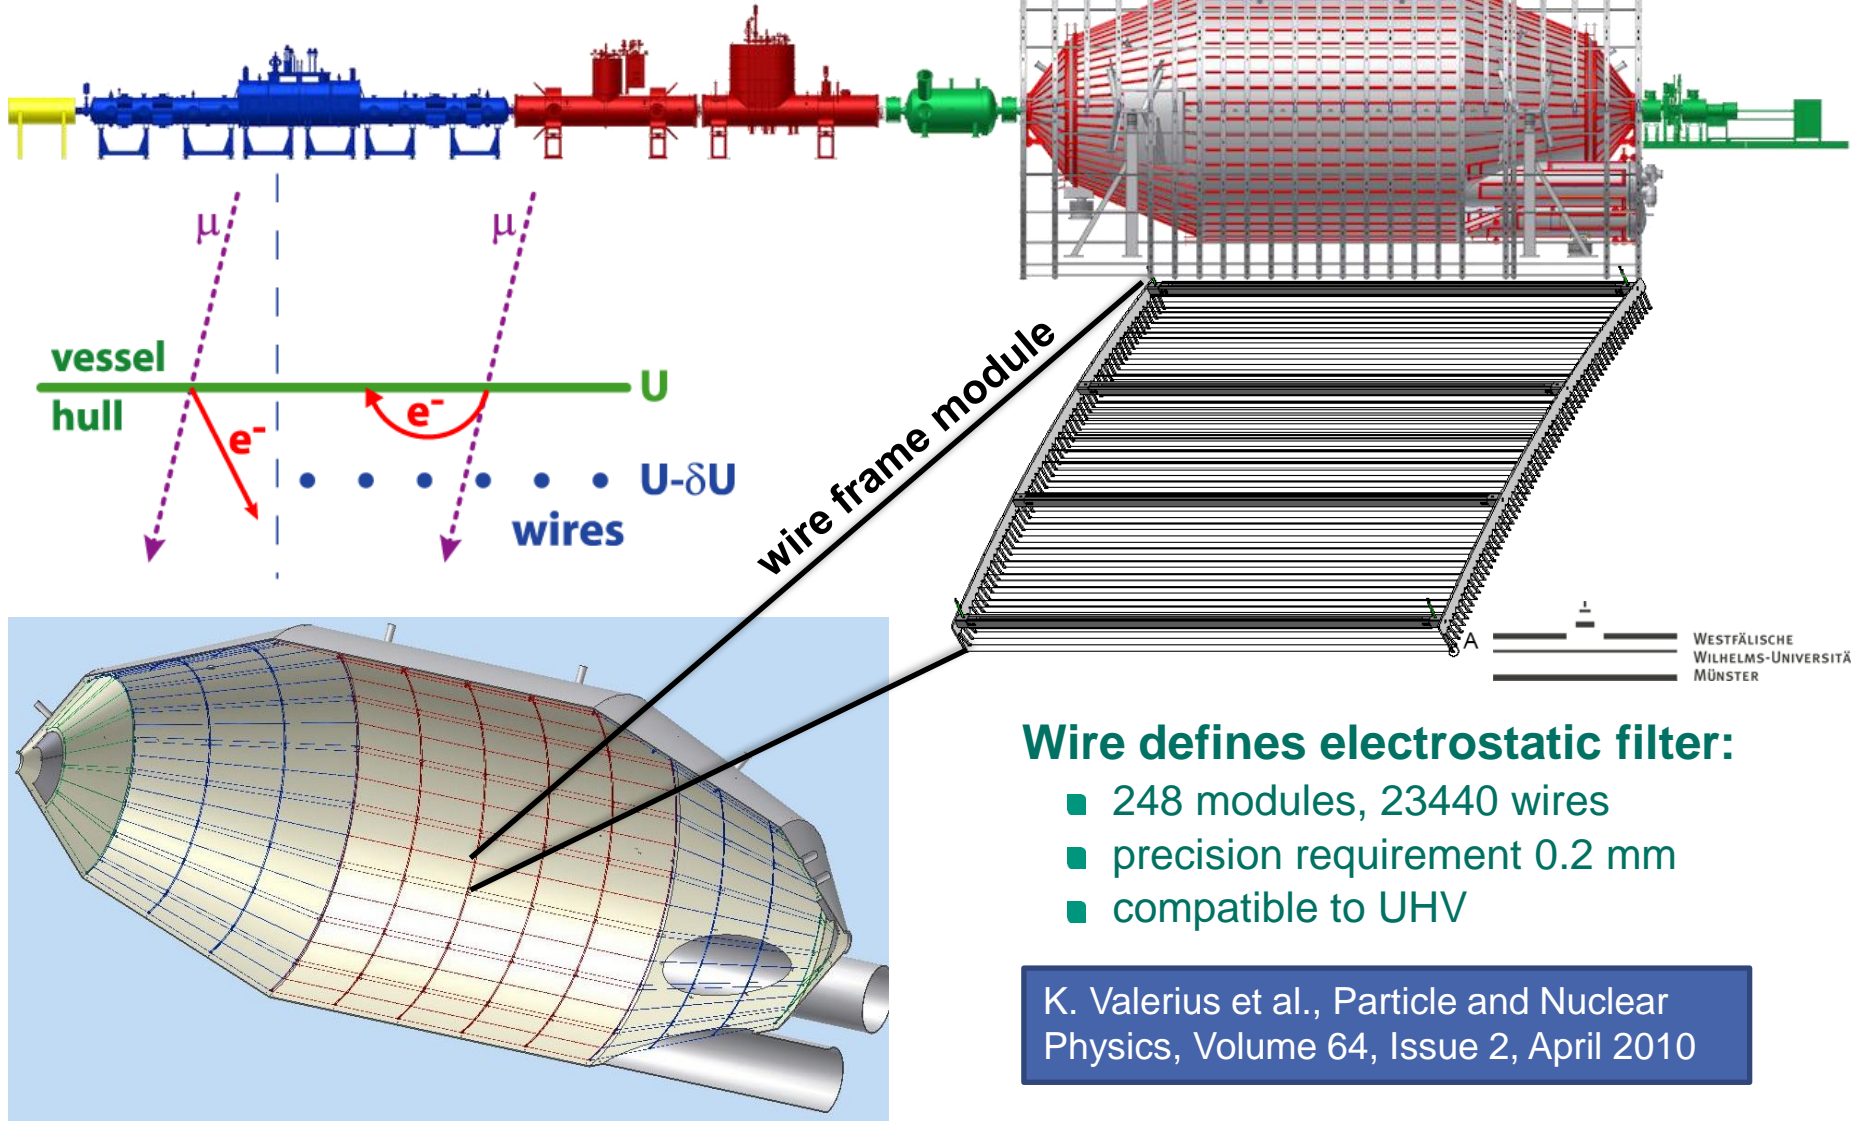 μ
μ
vessel
U
hull
e-
e-
U-δU
wires
wire frame module
A
WESTFÄLISCHE
WILHELMS-UNIVERSITÄ
MÜNSTER
Wire defines electrostatic filter:
248 modules, 23440 wires
precision requirement 0.2 mm
compatible to UHV
K. Valerius et al., Particle and Nuclear
Physics, Volume 64, Issue 2, April 2010